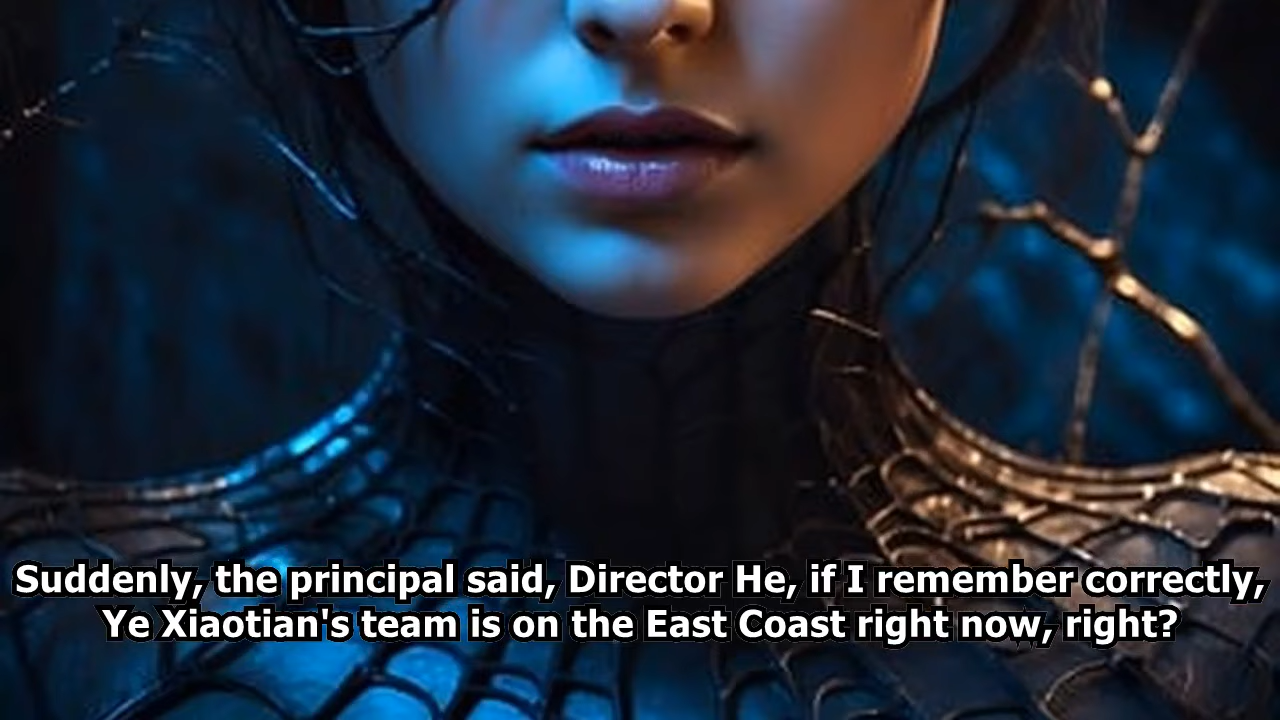 Suddenly, the principal said, Director He, if I remember correctly,
Ye Xiaotian's team is on the East Coast right now, right?